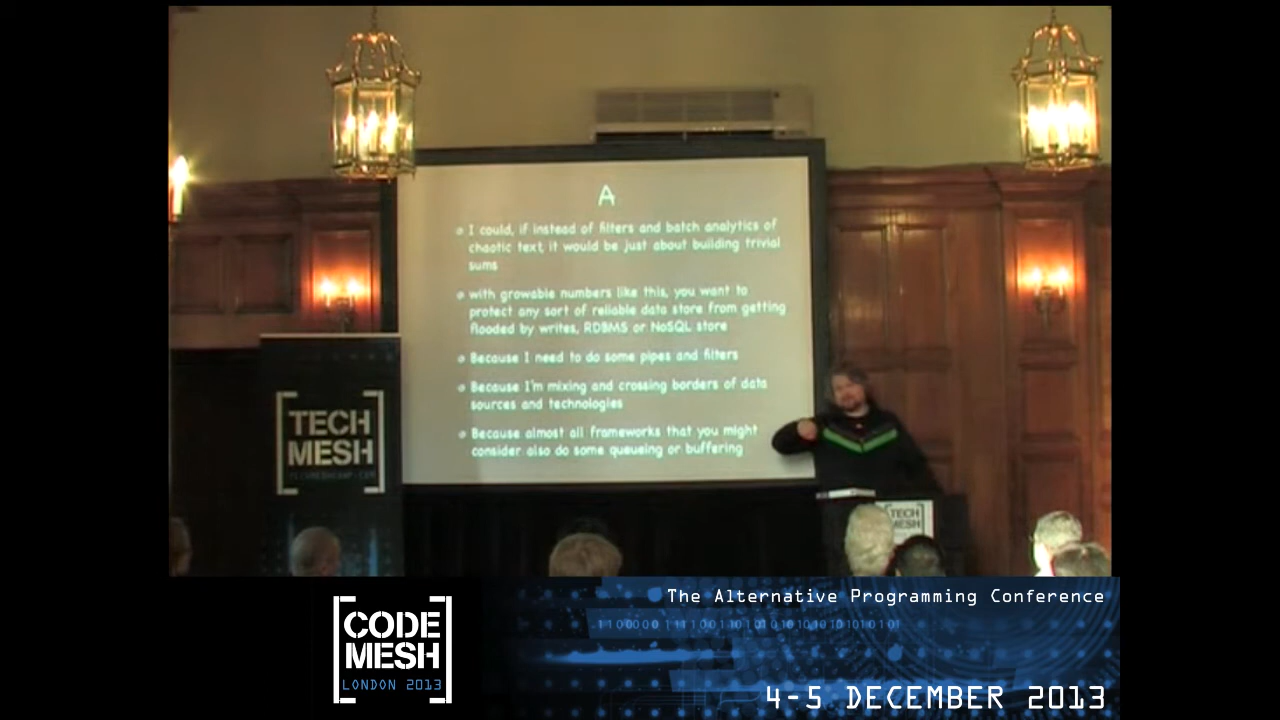 A
I could, if instead of filters and batch analytics of
chaotic text, it would be just about building trivial
sums
with growable numbers like this, you want to
protect any sort of reliable data store from getting
flooded by writes, RDBMS or NoSQL store
Because I need to do some pipes and filters
Because I'm mixing and crossing borders of data
sources and technologies
Because almost all frameworks that you might
consider also do some queueing or buffering
[TECH
MESH]
[TECH
MESH]
[CODE
MESH
LONDON 2013]
The Alternative Programming Conference
4-5 DECEMBER 2013